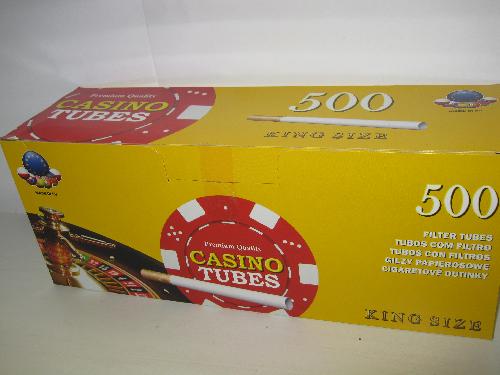 Premium Quality
CASINO
TUBES
500
KING SIZE
500
Premium Quality
CASINO
TUBES
FILTER TUBES
TUBOS COM FILTRO
TUBOS CON FILTROS
GILZY PAPIEROSOWE
CIGARETOVÉ DUTINKY
KING SIZE